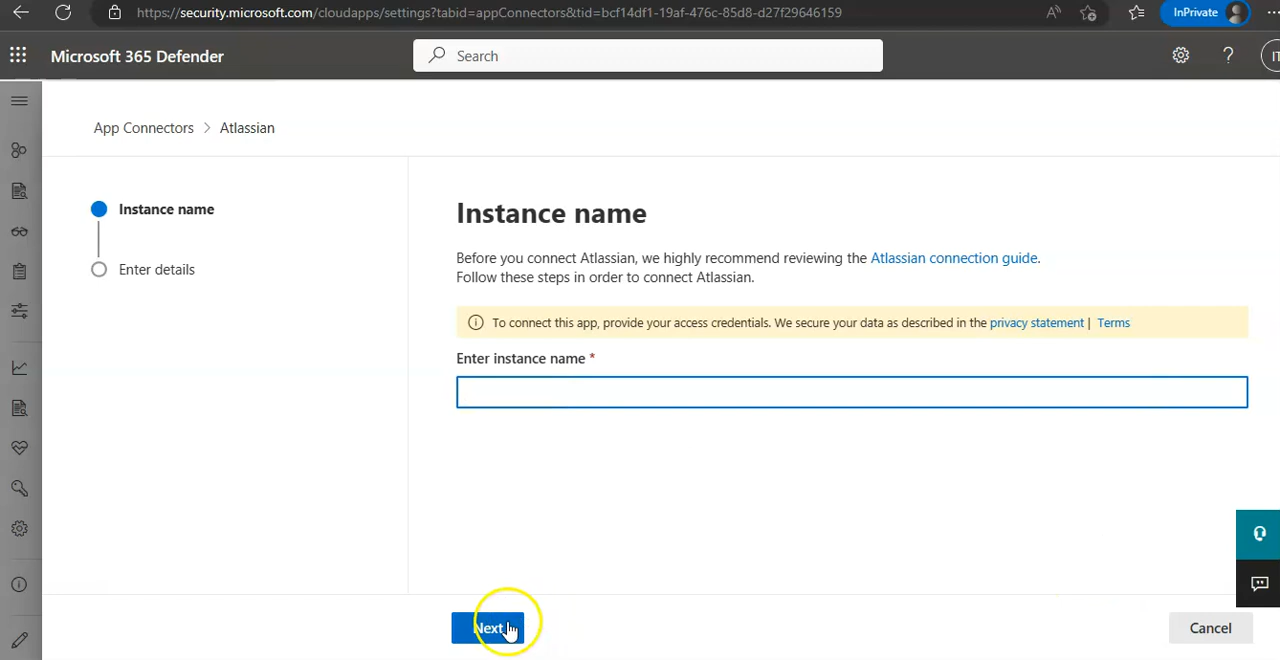 https://security.microsoft.com/cloudapps/settings?tabid=appConnectors&tid=bcf14df1-19af-476c-85d8-d27f29646159
InPrivate
Microsoft 365 Defender
Search
App Connectors > Atlassian
Instance name
Enter details
Instance name
Before you connect Atlassian, we highly recommend reviewing the Atlassian connection guide.
Follow these steps in order to connect Atlassian.
To connect this app, provide your access credentials. We secure your data as described in the privacy statement | Terms
Enter instance name *
Next
Cancel